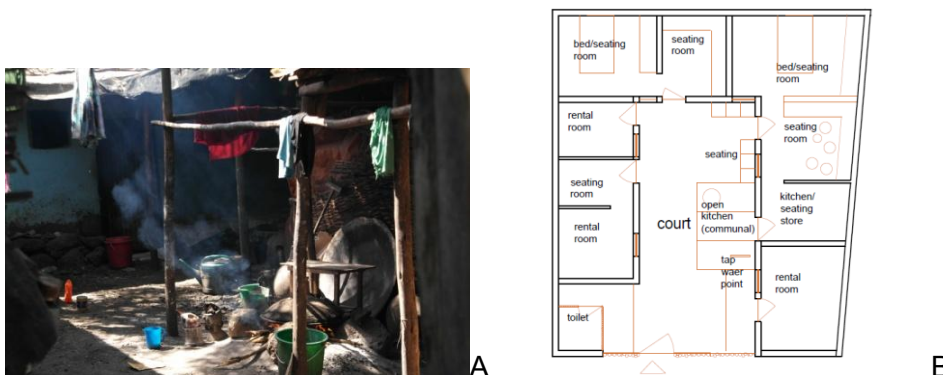 bed/seating
room
seating
room
bed/seating
room
rental
room
seating
room
seating
seating
room
rental
room
court
open
kitchen
(communal)
kitchen/
seating
store
tap
waer
point
rental
room
toilet
A
B